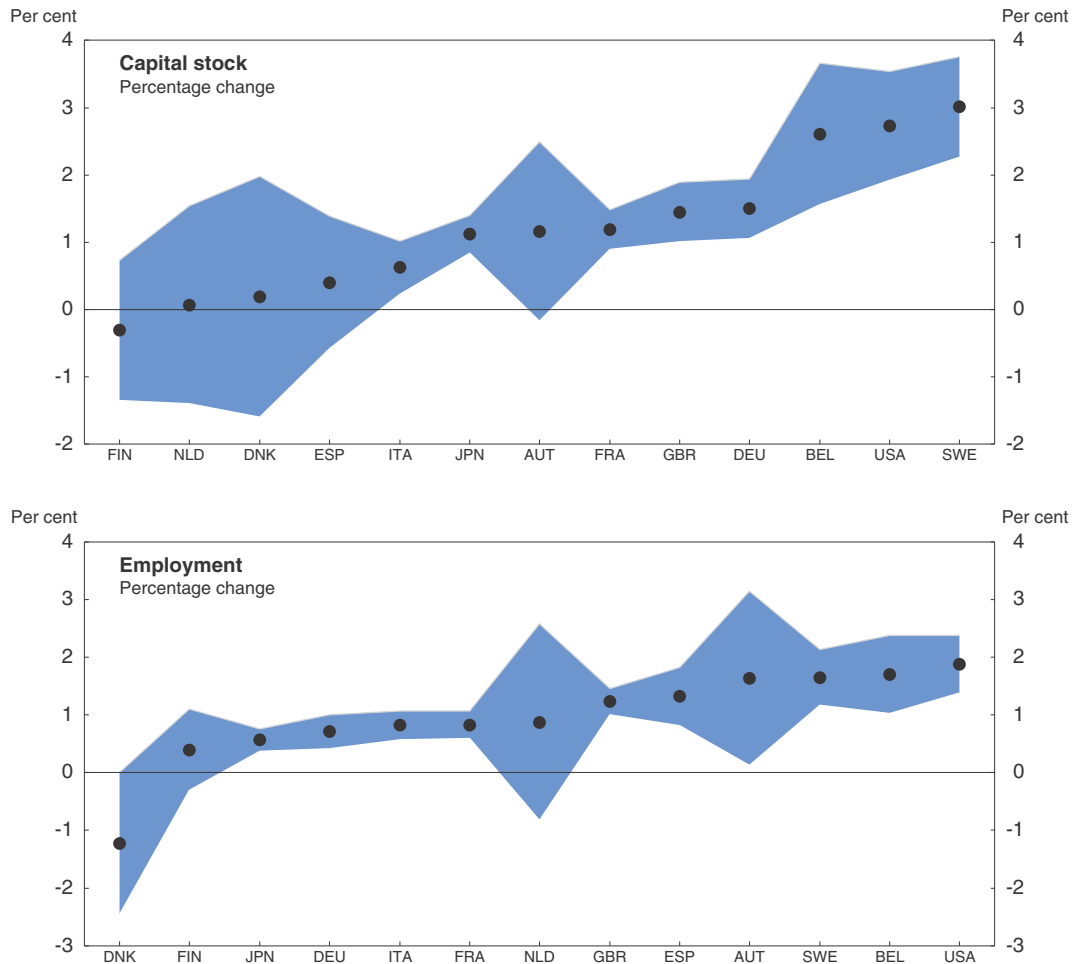 Per cent Per cent
4 4
Capital stock
Percentage change
3 3
2 2
1 1
0 0
-1 -1
-2 -2
FIN NLD DNK ESP ITA JPN AUT FRA GBR DEU BEL USA SWE
Per cent Per cent
4 4
Employment
Percentage change
3 3
2 2
1 1
0 0
-1 -1
-2 -2
-3 -3
DNK FIN JPN DEU ITA FRA NLD GBR ESP AUT SWE BEL USA